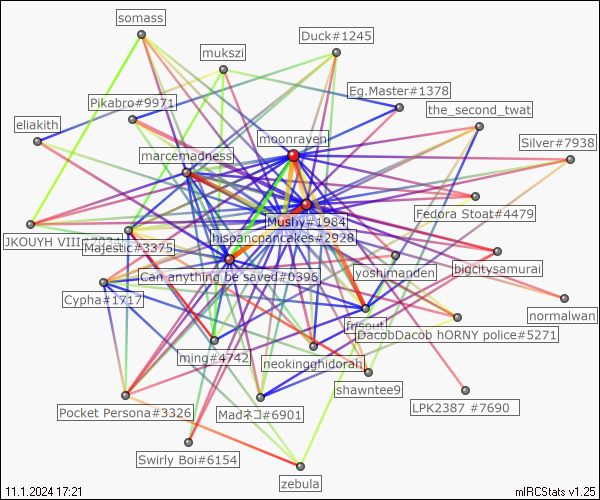 somass
Duck#1245
mukszi
Eg.Master#1378
Pikabro#9971
the_second_twat
eliakith
moonraven
Silver#7938
marcemadness
Fedora Stoat#4479
Mushy#1984
JKOUYH VIII
hispancpancakes#2928
Majestic#3375
bigcitysamurai
Can anything be saved#0396
yoshimanden
Cypha#1717
normalwan
frisout
DacobDacob hORNY police#5271
ming#4742
neokingghidorah
shawntee9
Pocket Persona#3326
Madネコ#6901
LPK2387 #7690
Swirly Boi#6154
zebula
11.1.2024 17:21
mIRCStats v1.25